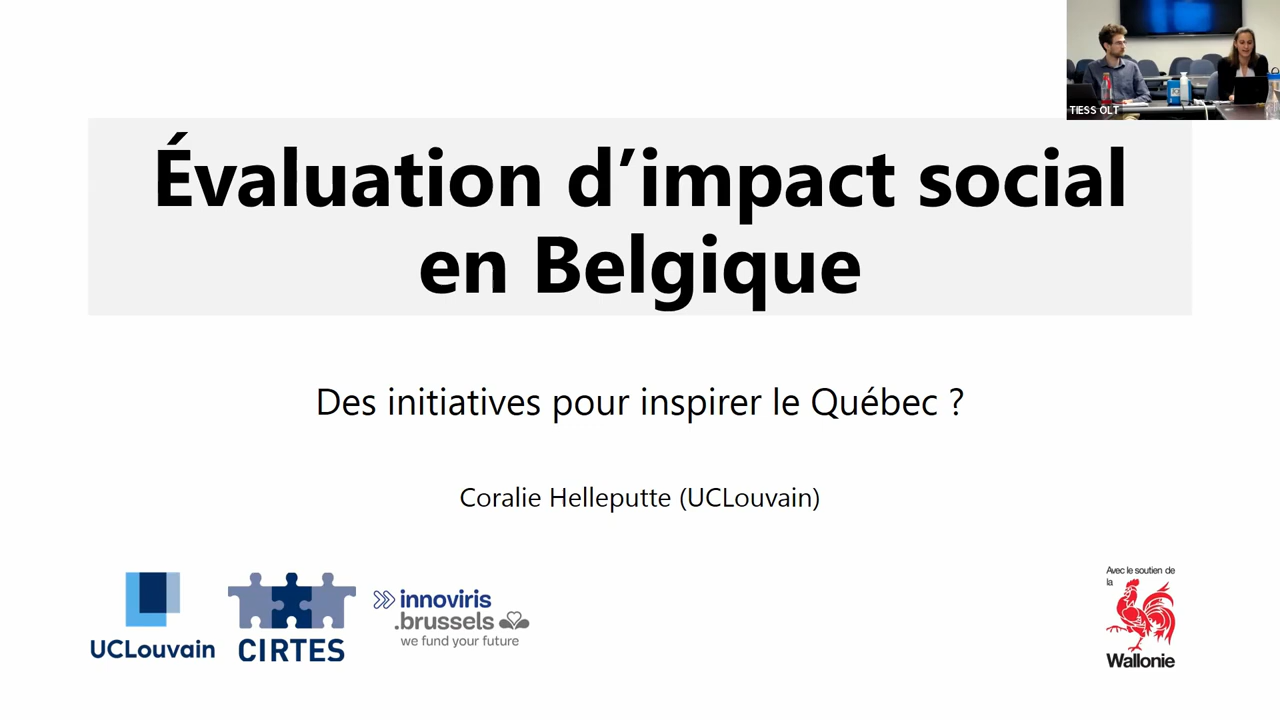 TIESS OLT
Évaluation d’impact social
en Belgique
Des initiatives pour inspirer le Québec ?
Coralie Helleputte (UCLouvain)
UCLouvain
CIRTES
innoviris
.brussels
we fund your future
Avec le soutien de
la
Wallonie